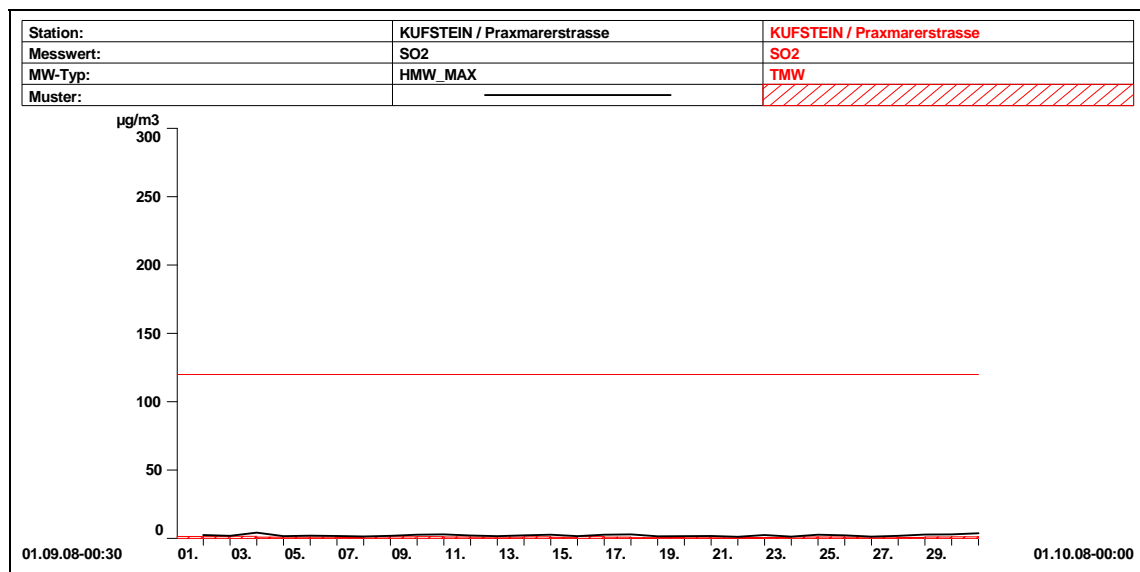 Station: KUFSTEIN / Praxmarerstrasse KUFSTEIN / Praxmarerstrasse
Messwert: SO2 SO2
MW-Typ: HMW_MAX TMW
Muster:
µg/m3
300
250
200
150
100
50
0
01.09.08-00:30 01. 03. 05. 07. 09. 11. 13. 15. 17. 19. 21. 23. 25. 27. 29. 01.10.08-00:00